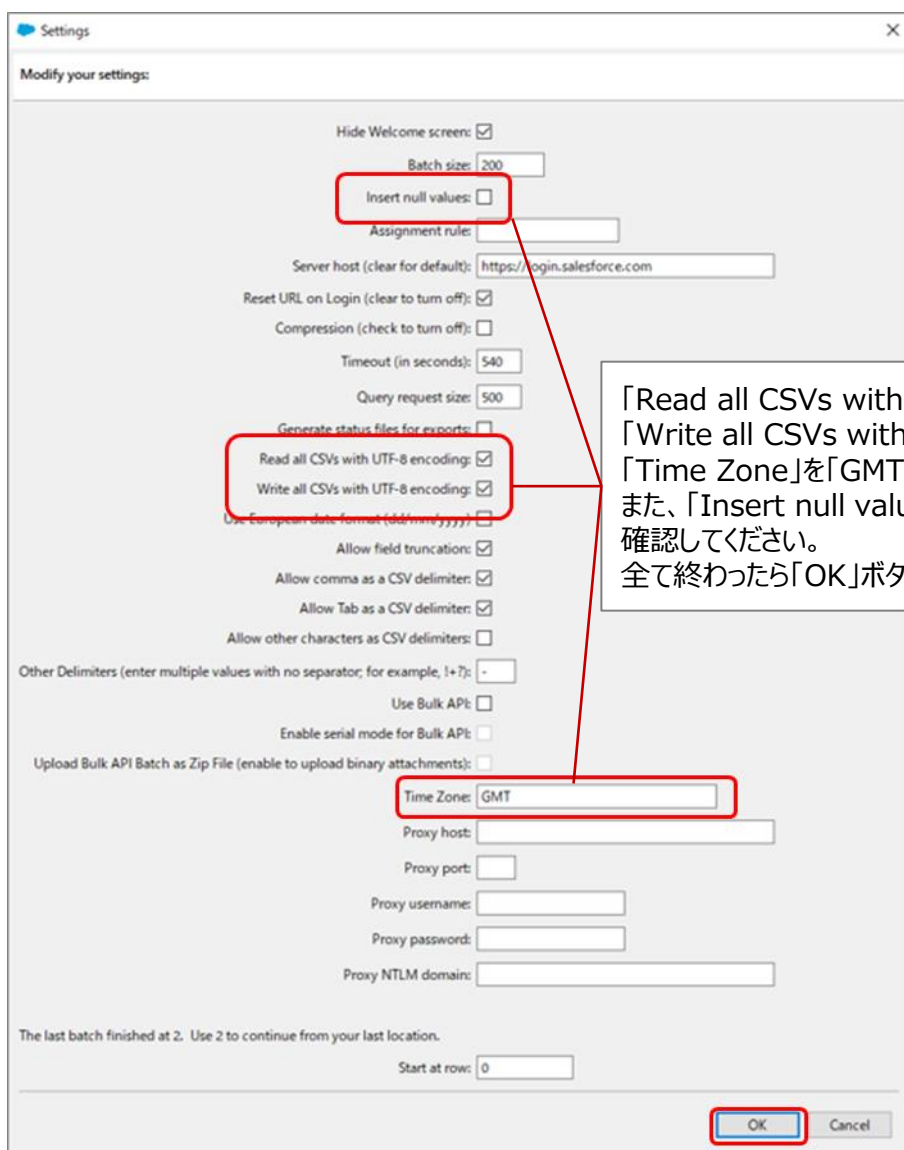 Settings
Modify your settings:
Hide Welcome screen:
Batch size: 200
Insert null values:
Assignment rule:
Server host (clear for default): https://login.salesforce.com
Reset URL on Login (clear to turn off):
Compression (check to turn off):
Timeout (in seconds): 540
Query request size: 500
Generate status files for exports:
Read all CSVs with UTF-8 encoding:
Write all CSVs with UTF-8 encoding:
Use European date format (dd/mm/yyyy)
Allow field truncation:
Allow comma as a CSV delimiter:
Allow Tab as a CSV delimiter:
Allow other characters as CSV delimiters:
Other Delimiters (enter multiple values with no separator; for example, !+?): -
Use Bulk API:
Enable serial mode for Bulk API:
Upload Bulk API Batch as Zip File (enable to upload binary attachments):
Time Zone: GMT
Proxy host:
Proxy port:
Proxy username:
Proxy password:
Proxy NTLM domain:
The last batch finished at 2. Use 2 to continue from your last location.
Start at row: 0
OK Cancel
「Read all CSVs with
「Write all CSVs with
「Time Zone」を「GMT
また、「Insert null valu
確認してください。
全て終わったら「OK」ボタ